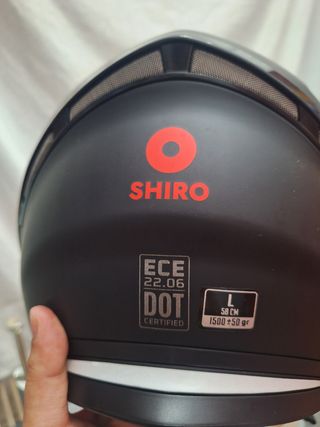 SHIRO
ECE
22.06
DOT
CERTIFIED
L
58 CM
1500 ±50 gr